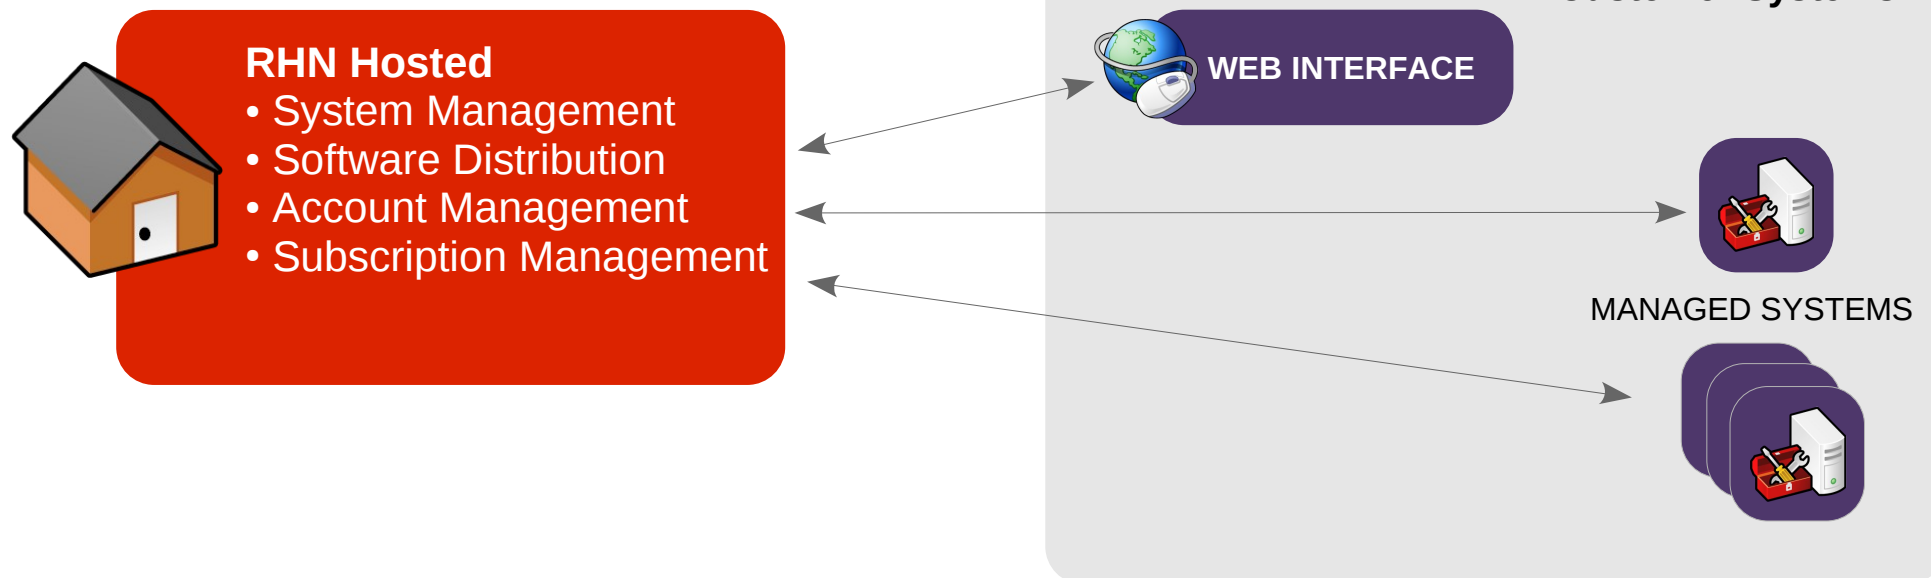 RHN Hosted
• System Management
• Software Distribution
• Account Management
• Subscription Management
WEB INTERFACE
MANAGED SYSTEMS